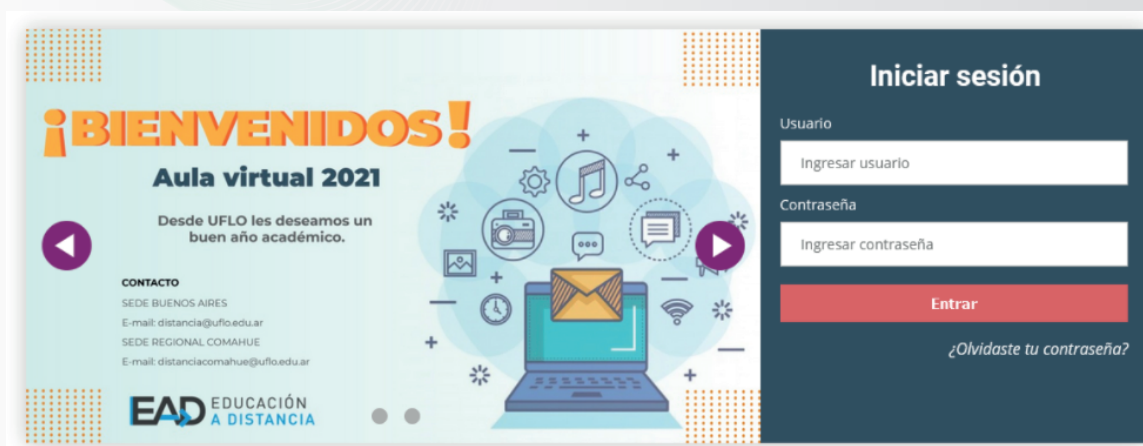 ¡BIENVENIDOS!
Aula virtual 2021
Desde UFLO les deseamos un
buen año académico.
CONTACTO
SEDE BUENOS AIRES
E-mail: distancia@uflo.edu.ar
SEDE REGIONAL COMAHUE
E-mail: distanciacomahue@uflo.edu.ar
EAD EDUCACIÓN
A DISTANCIA
Iniciar sesión
Usuario
Ingresar usuario
Contraseña
Ingresar contraseña
Entrar
¿Olvidaste tu contraseña?